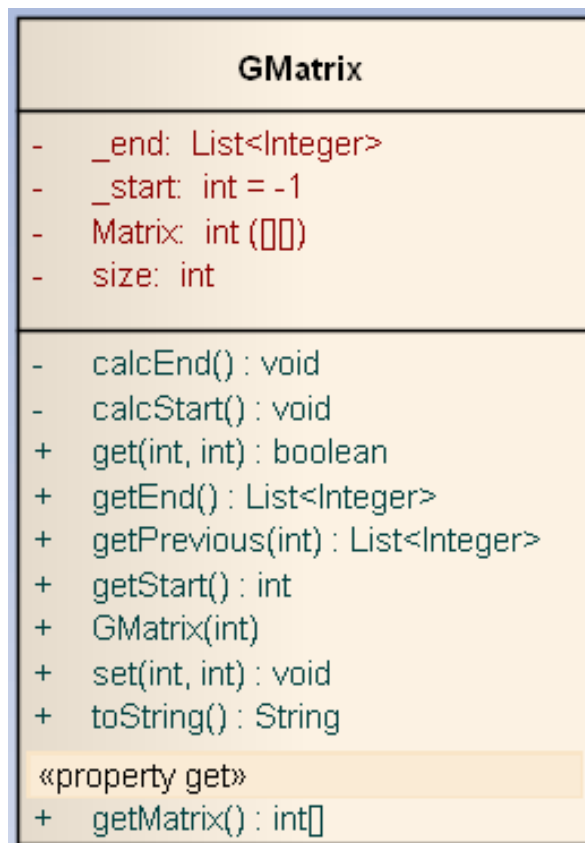 GMatrix
- _end: List<Integer>
- _start: int = -1
- Matrix: int ([][])
- size: int
- calcEnd() : void
- calcStart() : void
+ get(int, int) : boolean
+ getEnd() : List<Integer>
+ getPrevious(int) : List<Integer>
+ getStart() : int
+ GMatrix(int)
+ set(int, int) : void
+ toString() : String
«property get»
+ getMatrix() : int[]